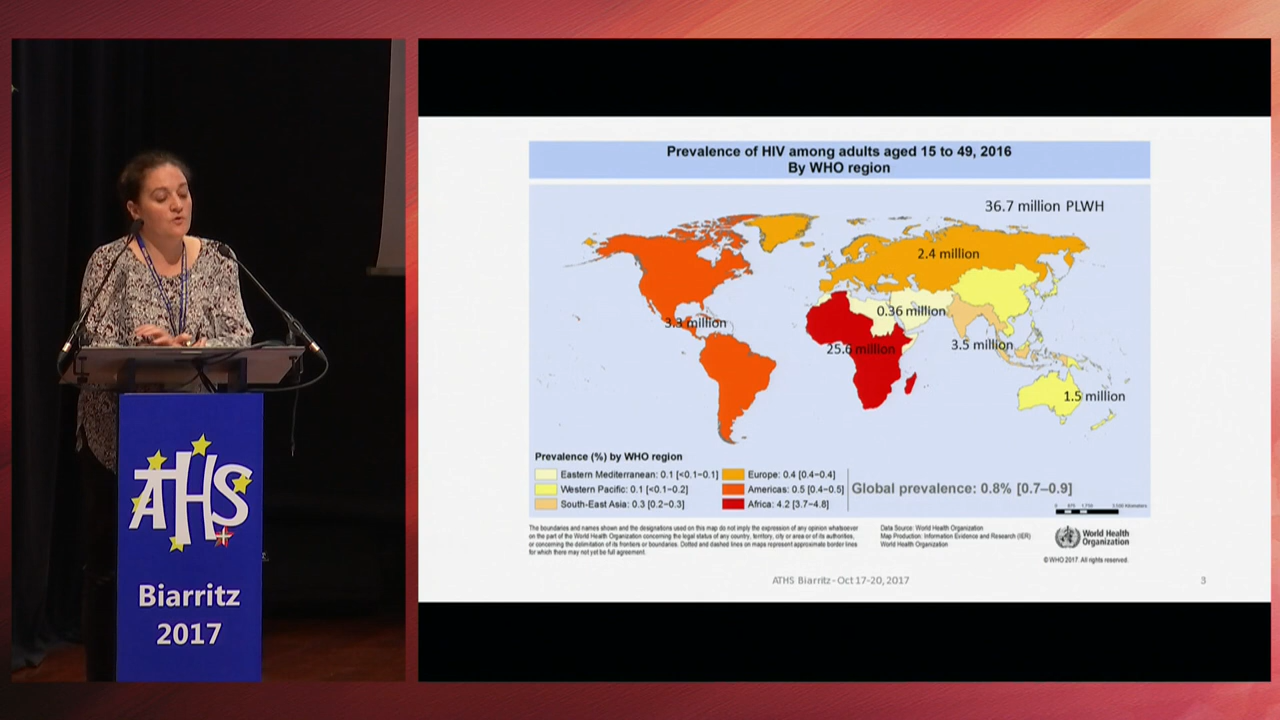 ATHS
Biarritz
2017
Prevalence of HIV among adults aged 15 to 49, 2016
By WHO region
36.7 million PLWH
2.4 million
3.3 million
0.36 million
25.6 million
3.5 million
1.5 million
Prevalence (%) by WHO region
Eastern Mediterranean: 0.1 [<0.1–0.1]
Western Pacific: 0.1 [<0.1–0.2]
South-East Asia: 0.3 [0.2–0.3]
Europe: 0.4 [0.4–0.4]
Americas: 0.5 [0.4–0.5]
Africa: 4.2 [3.7–4.8]
Global prevalence: 0.8% [0.7–0.9]
The boundaries and names shown and the designations used on this map do not imply the expression of any opinion whatsoever
on the part of the World Health Organization concerning the legal status of any country, territory, city or area or of its authorities,
or concerning the delimitation of its frontiers or boundaries. Dotted and dashed lines on maps represent approximate border lines
for which there may not yet be full agreement.
Data Source: World Health Organization
Map Production: Information Evidence and Research (IER)
World Health Organization
World Health
Organization
© WHO 2017. All rights reserved.
ATHS Biarritz - Oct 17-20, 2017
3